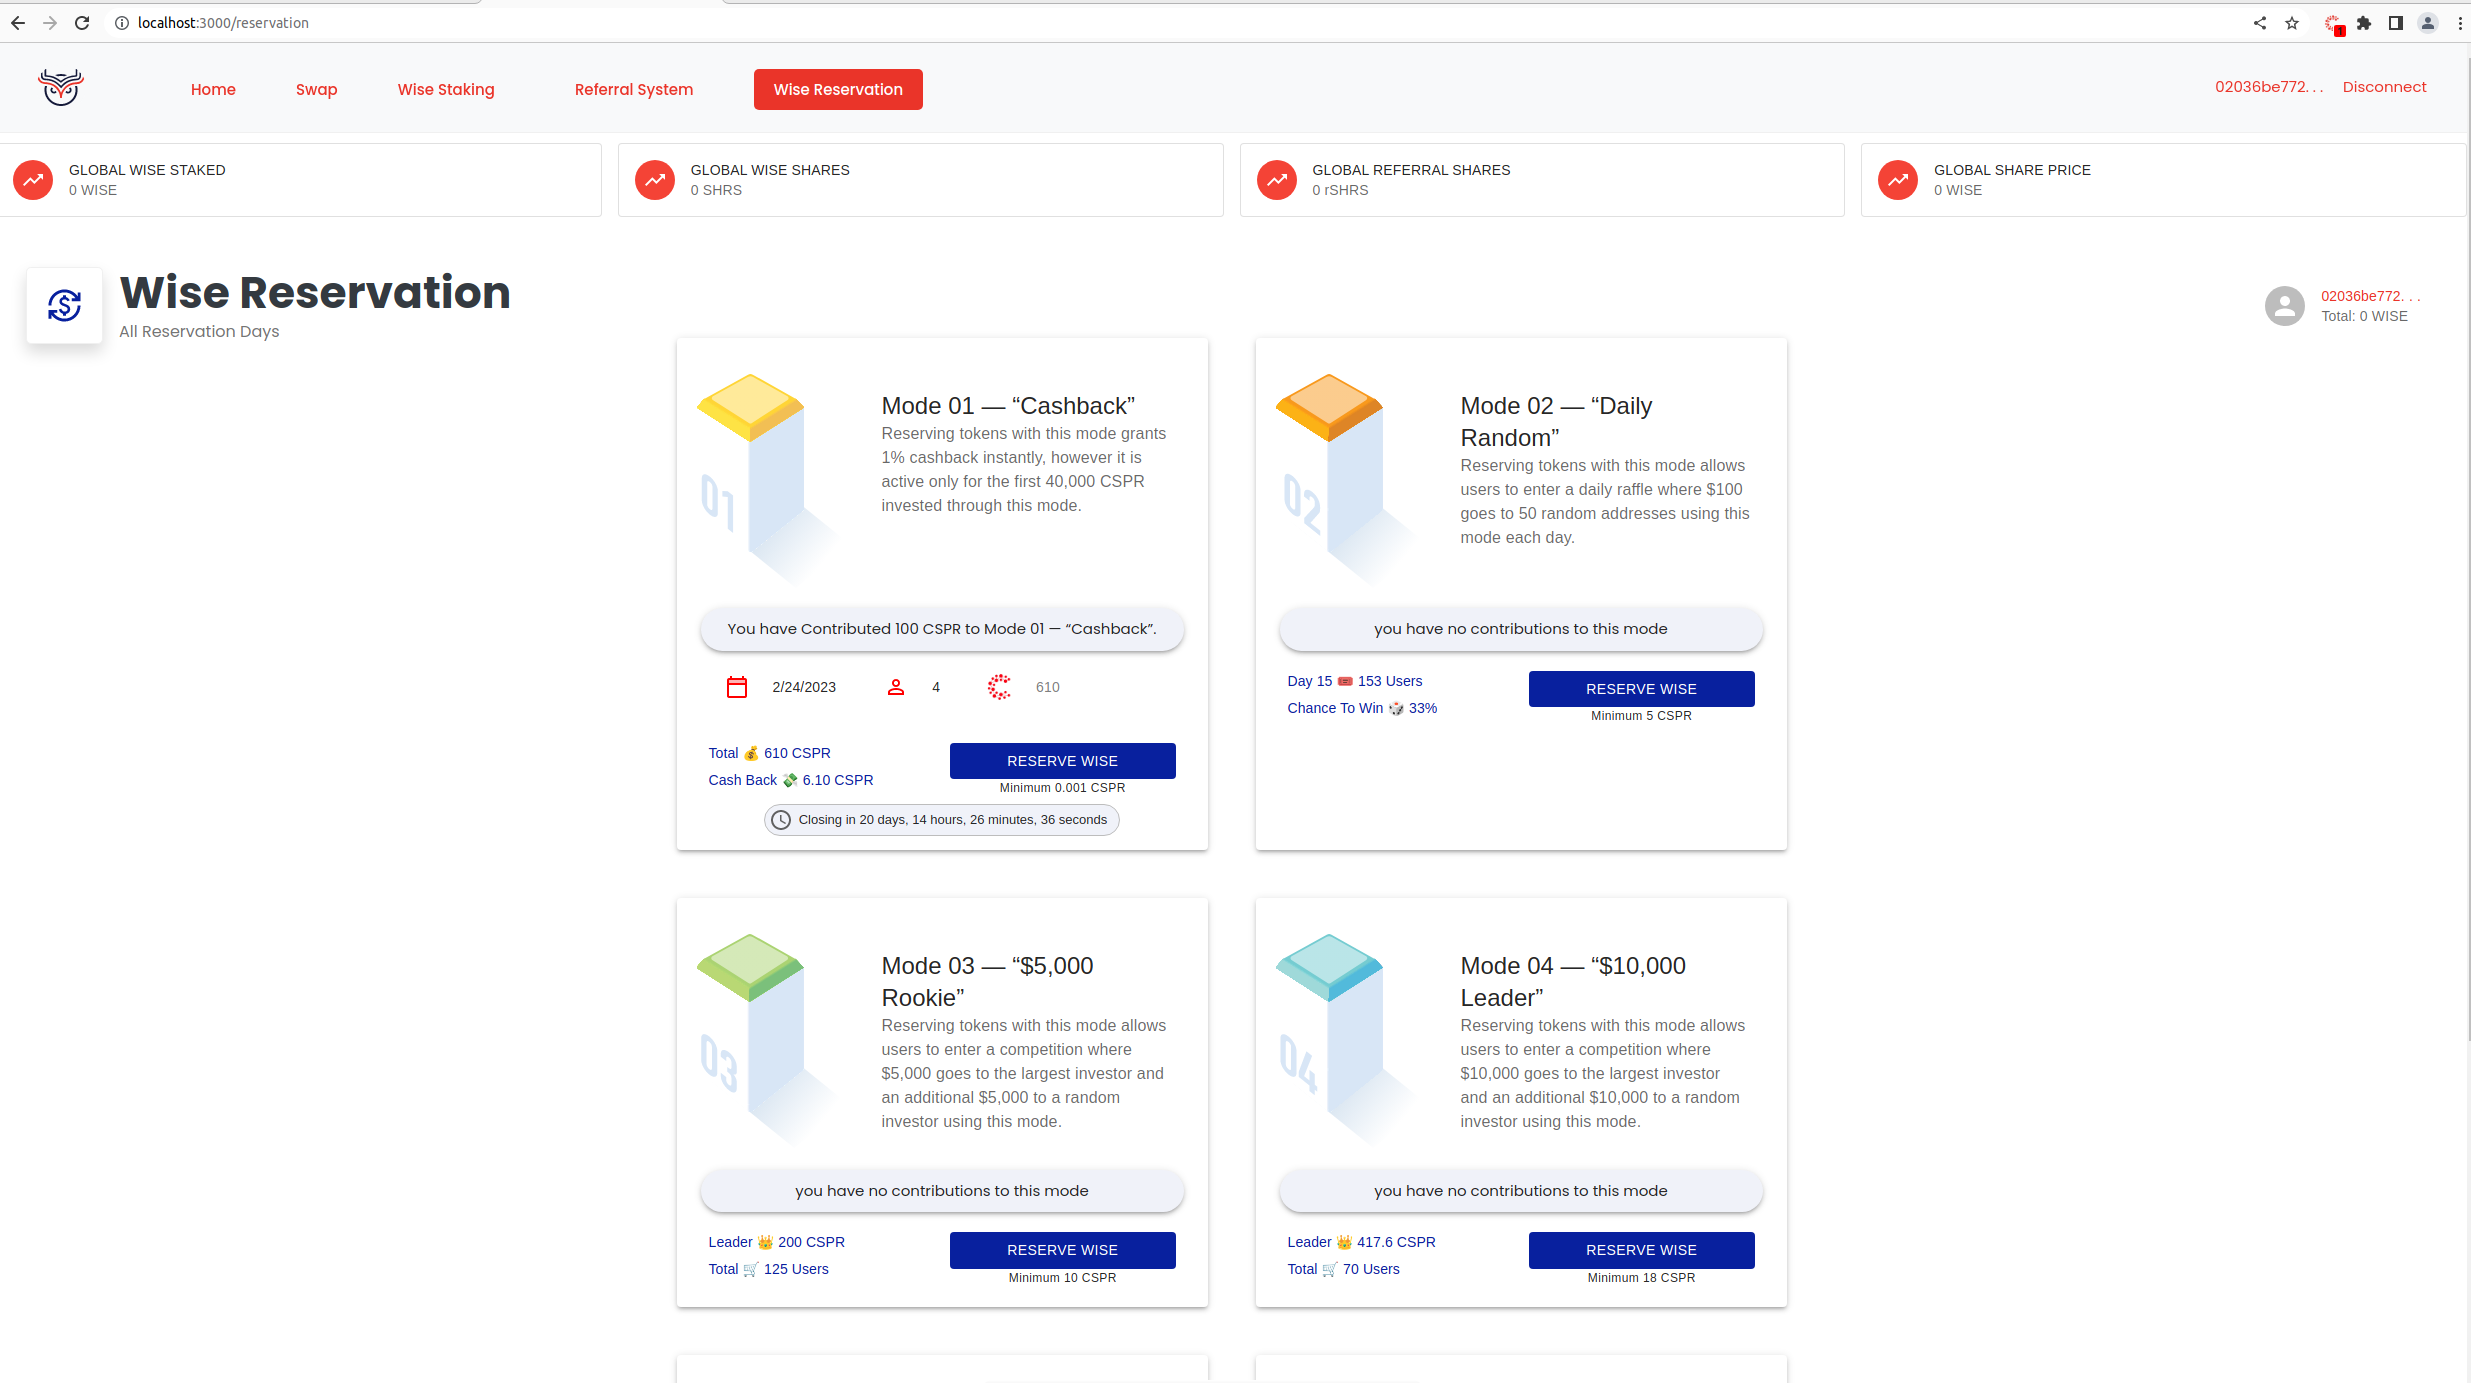 localhost:3000/reservation
1
Home Swap Wise Staking Referral System Wise Reservation 02036be772... Disconnect
GLOBAL WISE STAKED
0 WISE
GLOBAL WISE SHARES
0 SHRS
GLOBAL REFERRAL SHARES
0 rSHRS
GLOBAL SHARE PRICE
0 WISE
Wise Reservation
All Reservation Days
02036be772...
Total: 0 WISE
01
Mode 01 — “Cashback”
Reserving tokens with this mode grants
1% cashback instantly, however it is
active only for the first 40,000 CSPR
invested through this mode.
You have Contributed 100 CSPR to Mode 01 — “Cashback”.
2/24/2023 4 610
Total 💰 610 CSPR
Cash Back 💸 6.10 CSPR
RESERVE WISE
Minimum 0.001 CSPR
Closing in 20 days, 14 hours, 26 minutes, 36 seconds
02
Mode 02 — “Daily
Random”
Reserving tokens with this mode allows
users to enter a daily raffle where $100
goes to 50 random addresses using this
mode each day.
you have no contributions to this mode
Day 15 🎟️ 153 Users
Chance To Win 🎲 33%
RESERVE WISE
Minimum 5 CSPR
03
Mode 03 — “$5,000
Rookie”
Reserving tokens with this mode allows
users to enter a competition where
$5,000 goes to the largest investor and
an additional $5,000 to a random
investor using this mode.
you have no contributions to this mode
Leader 👑 200 CSPR
Total 🛒 125 Users
RESERVE WISE
Minimum 10 CSPR
04
Mode 04 — “$10,000
Leader”
Reserving tokens with this mode allows
users to enter a competition where
$10,000 goes to the largest investor
and an additional $10,000 to a random
investor using this mode.
you have no contributions to this mode
Leader 👑 417.6 CSPR
Total 🛒 70 Users
RESERVE WISE
Minimum 18 CSPR